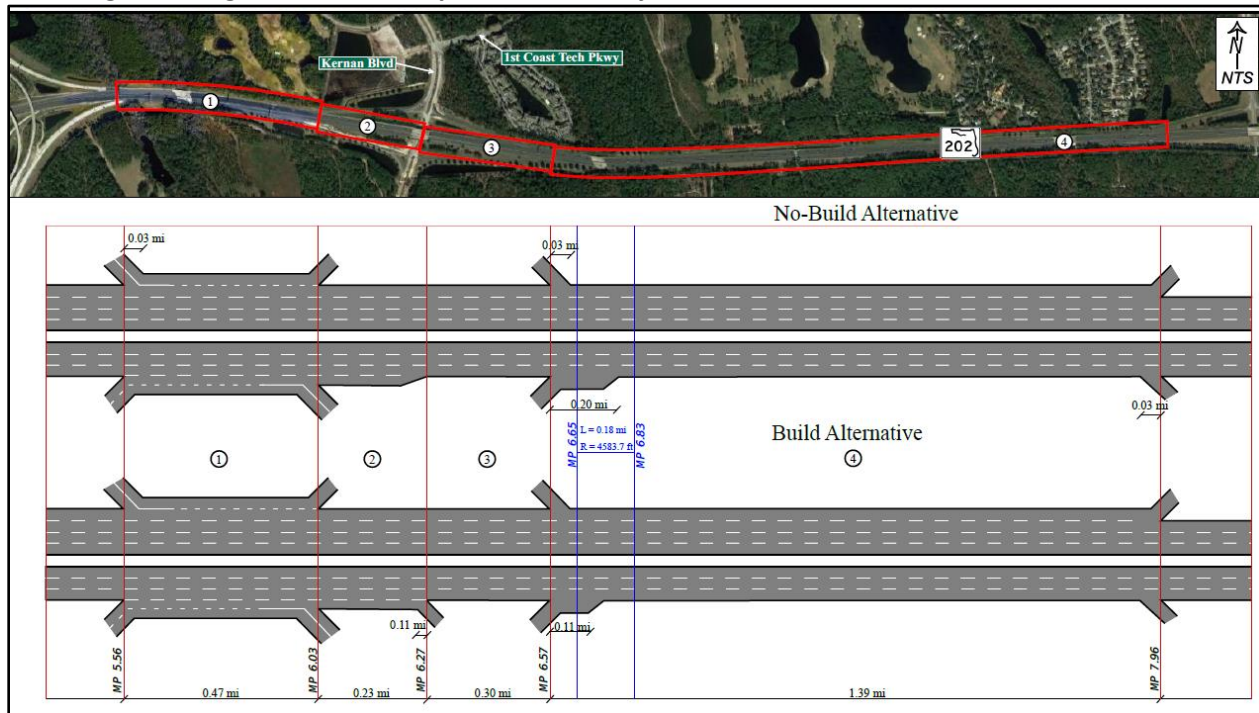 Kernan Blvd
1st Coast Tech Pkwy
N
NTS
1
2
3
202
4
No-Build Alternative
0.03 mi
0.03 mi
0.20 mi
0.03 mi
MP 6.65
L = 0.18 mi
R = 4583.7 ft
MP 6.83
Build Alternative
1
2
3
4
0.11 mi
0.11 mi
MP 5.56
MP 6.03
MP 6.27
MP 6.57
MP 7.96
0.47 mi
0.23 mi
0.30 mi
1.39 mi